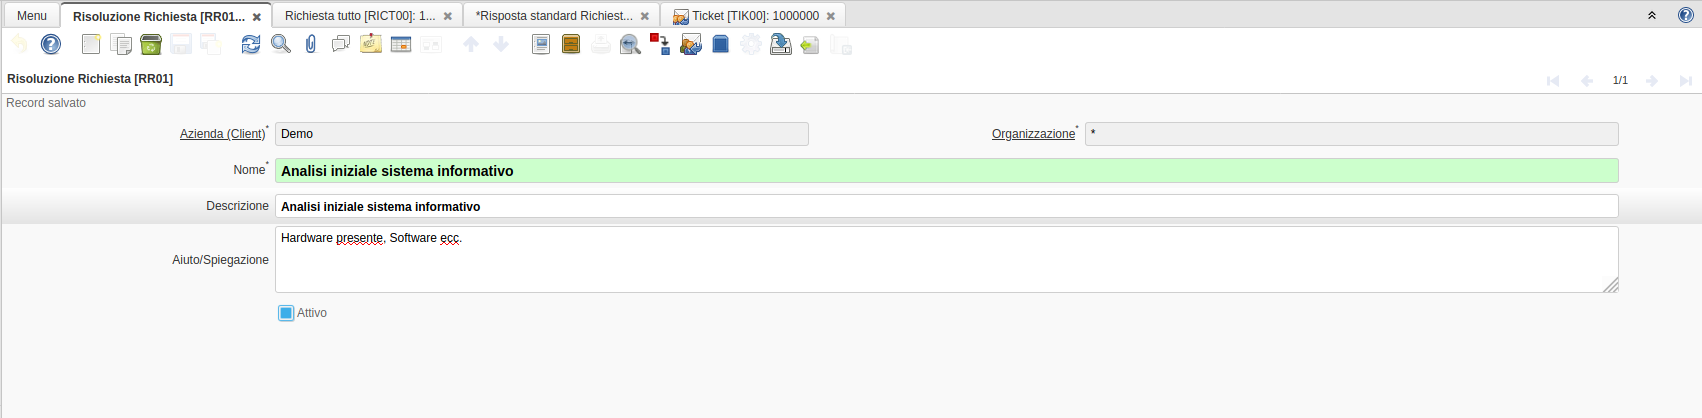 Menu
Risoluzione Richiesta [RR01...
Richiesta tutto [RICT00]: 1...
*Risposta standard Richiest...
Ticket [TIK00]: 1000000
Risoluzione Richiesta [RR01]
1/1
Record salvato
Azienda (Client)* Demo
Organizzazione* *
Nome* Analisi iniziale sistema informativo
Descrizione Analisi iniziale sistema informativo
Aiuto/Spiegazione Hardware presente, Software ecc.
Attivo